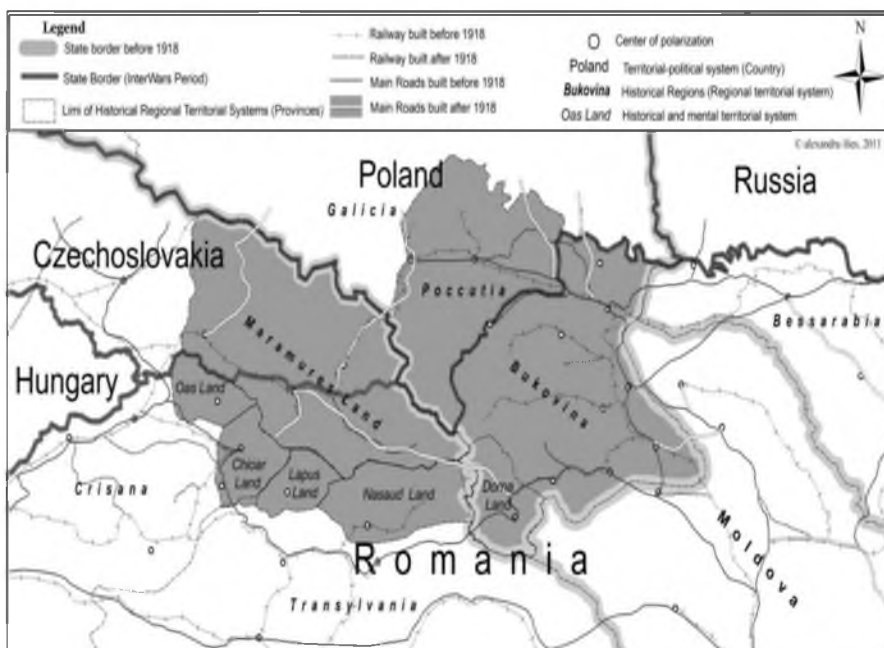 Legend
State border before 1918
State Border (InterWars Period)
Limi of Historical Regional Territorial Systems (Provinces)
Railway built before 1918
Railway built after 1918
Main Roads built before 1918
Main Roads built after 1918
Center of polarization
Poland Territorial-political system (Country)
Bukovina Historical Regions (Regional territorial system)
Oas Land Historical and mental territorial system
N
© alexandru ilies, 2011
Poland
Russia
Galicia
Czechoslovakia
Poccutia
Bessarabia
Maramures Land
Hungary
Oas Land
Bukovina
Chioar Land
Lapus Land
Crisana
Nasaud Land
Dorna Land
Moldova
Romania
Transylvania